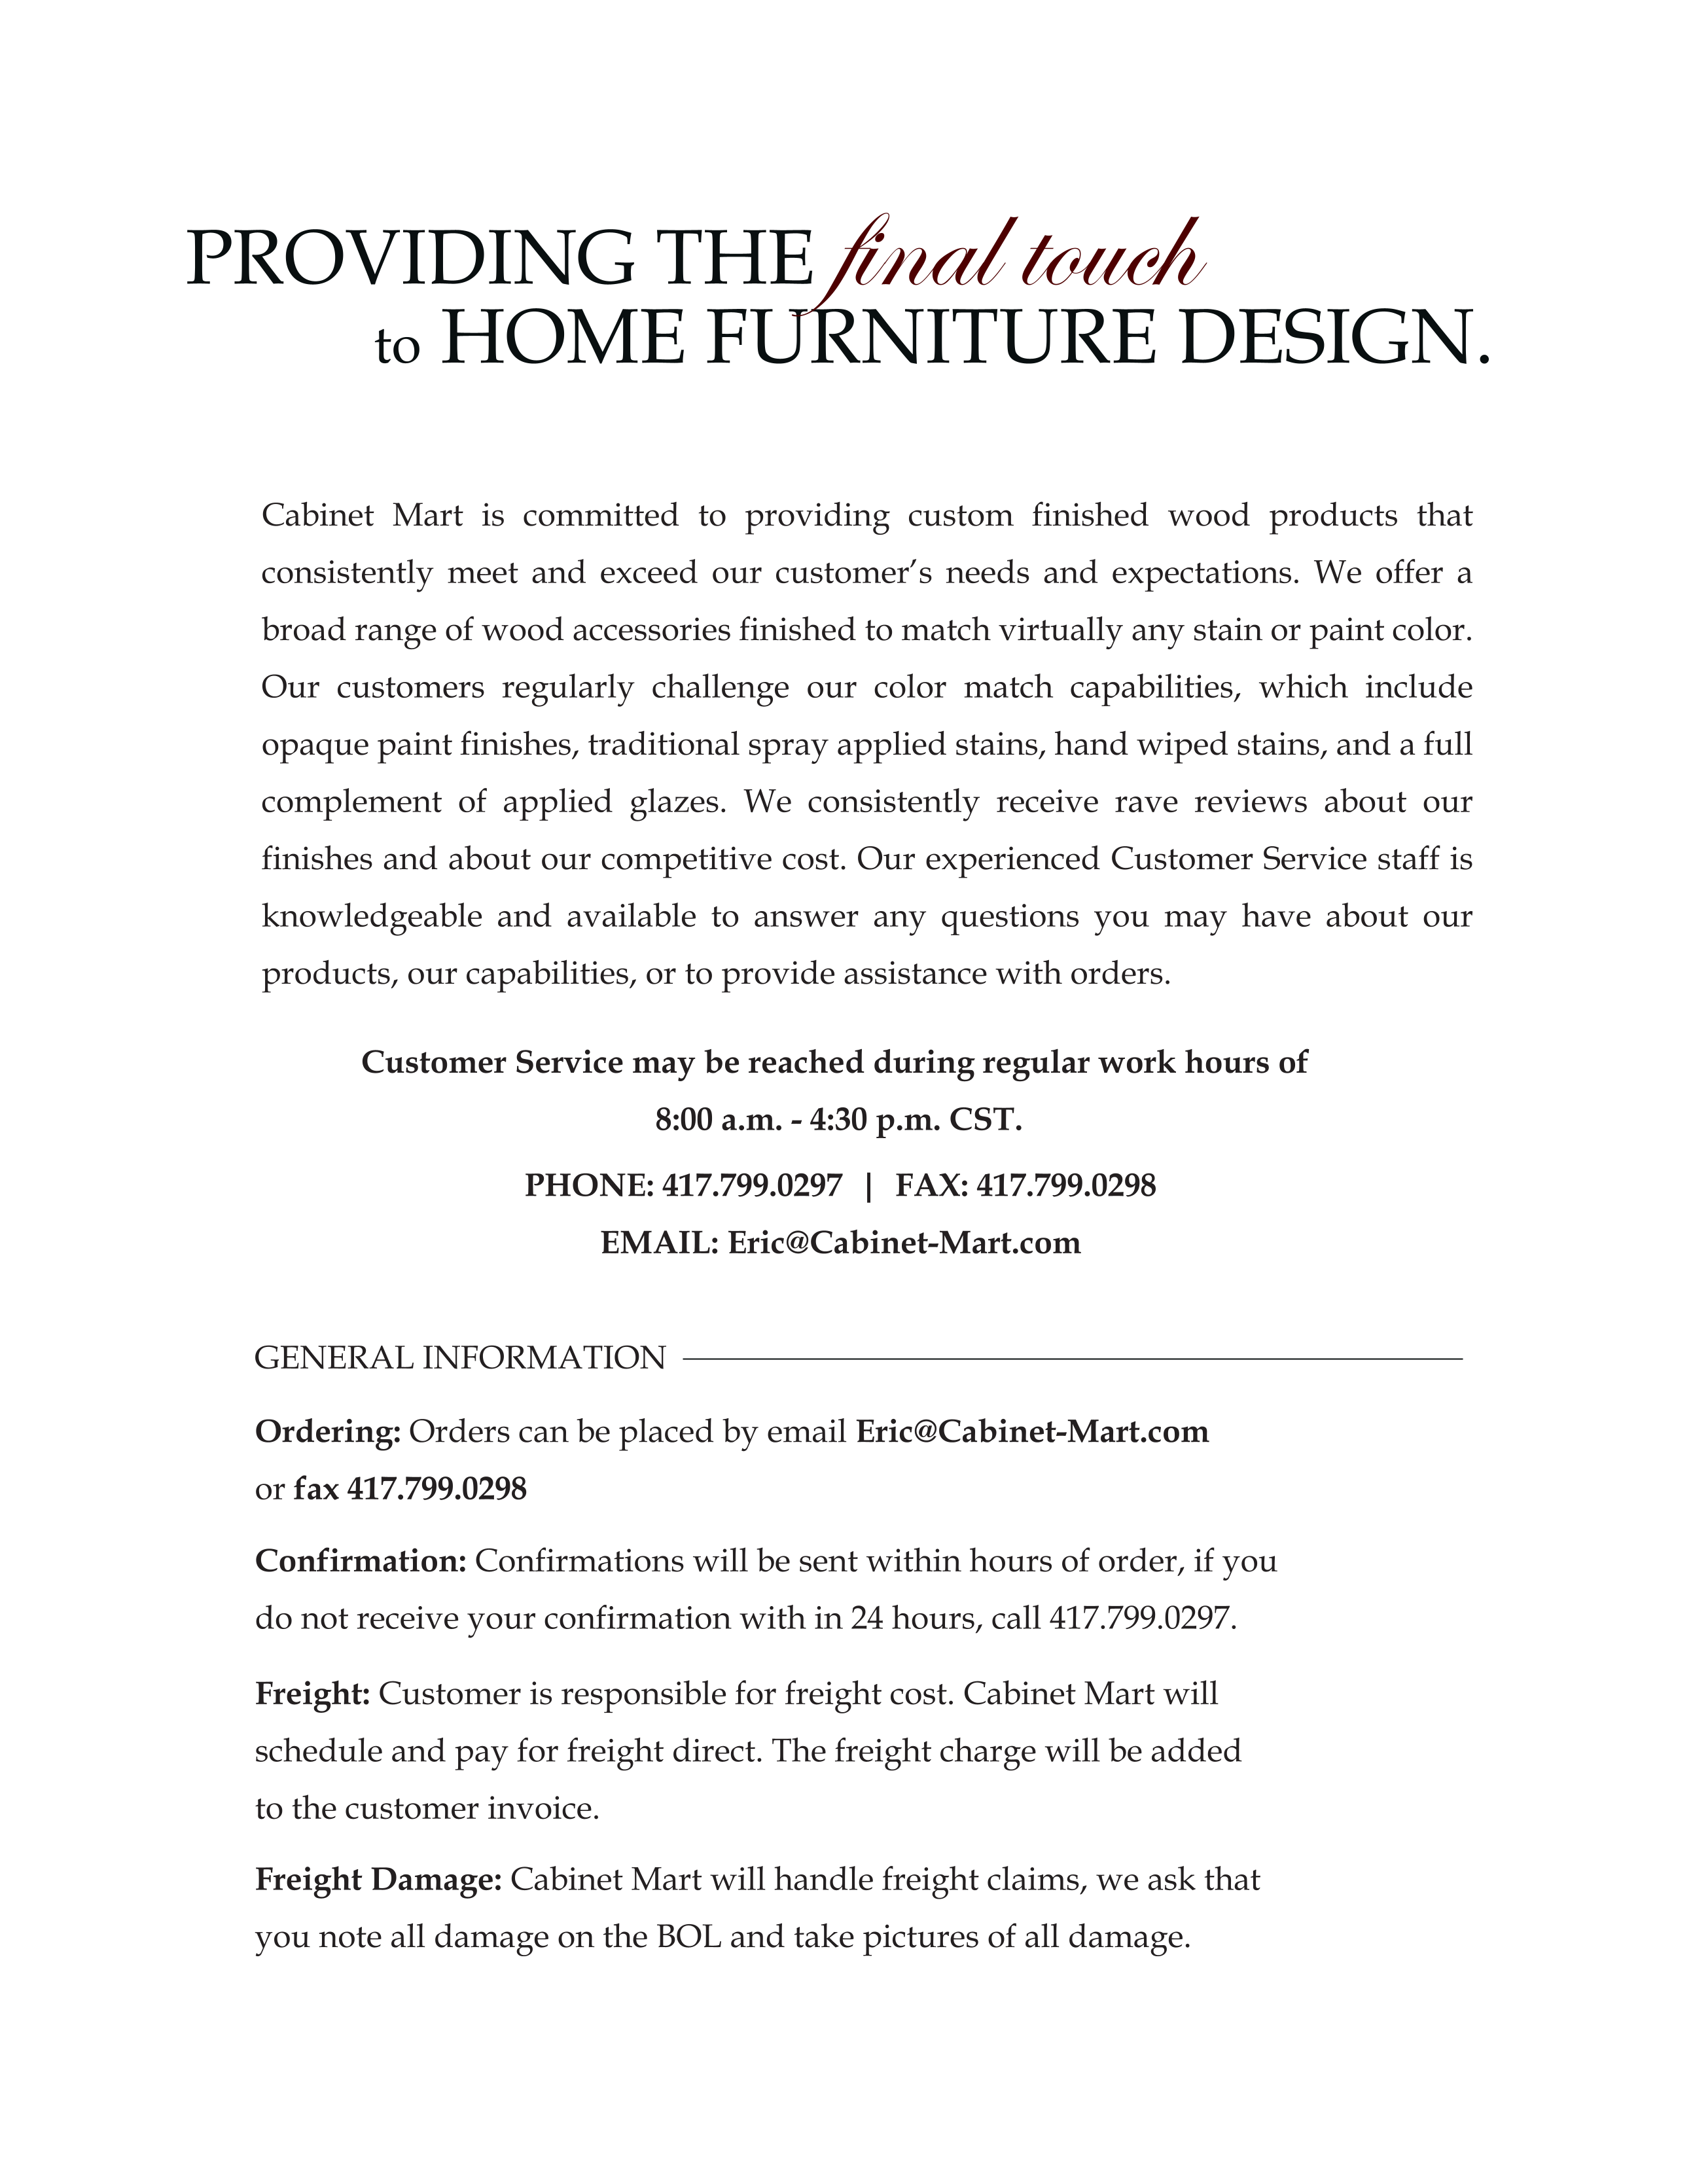 PROVIDING THE final touch
to HOME FURNITURE DESIGN.
Cabinet Mart is committed to providing custom finished wood products that
consistently meet and exceed our customer’s needs and expectations. We offer a
broad range of wood accessories finished to match virtually any stain or paint color.
Our customers regularly challenge our color match capabilities, which include
opaque paint finishes, traditional spray applied stains, hand wiped stains, and a full
complement of applied glazes. We consistently receive rave reviews about our
finishes and about our competitive cost. Our experienced Customer Service staff is
knowledgeable and available to answer any questions you may have about our
products, our capabilities, or to provide assistance with orders.
Customer Service may be reached during regular work hours of
8:00 a.m. - 4:30 p.m. CST.
PHONE: 417.799.0297 | FAX: 417.799.0298
EMAIL: Eric@Cabinet-Mart.com
GENERAL INFORMATION
Ordering: Orders can be placed by email Eric@Cabinet-Mart.com
or fax 417.799.0298
Confirmation: Confirmations will be sent within hours of order, if you
do not receive your confirmation with in 24 hours, call 417.799.0297.
Freight: Customer is responsible for freight cost. Cabinet Mart will
schedule and pay for freight direct. The freight charge will be added
to the customer invoice.
Freight Damage: Cabinet Mart will handle freight claims, we ask that
you note all damage on the BOL and take pictures of all damage.